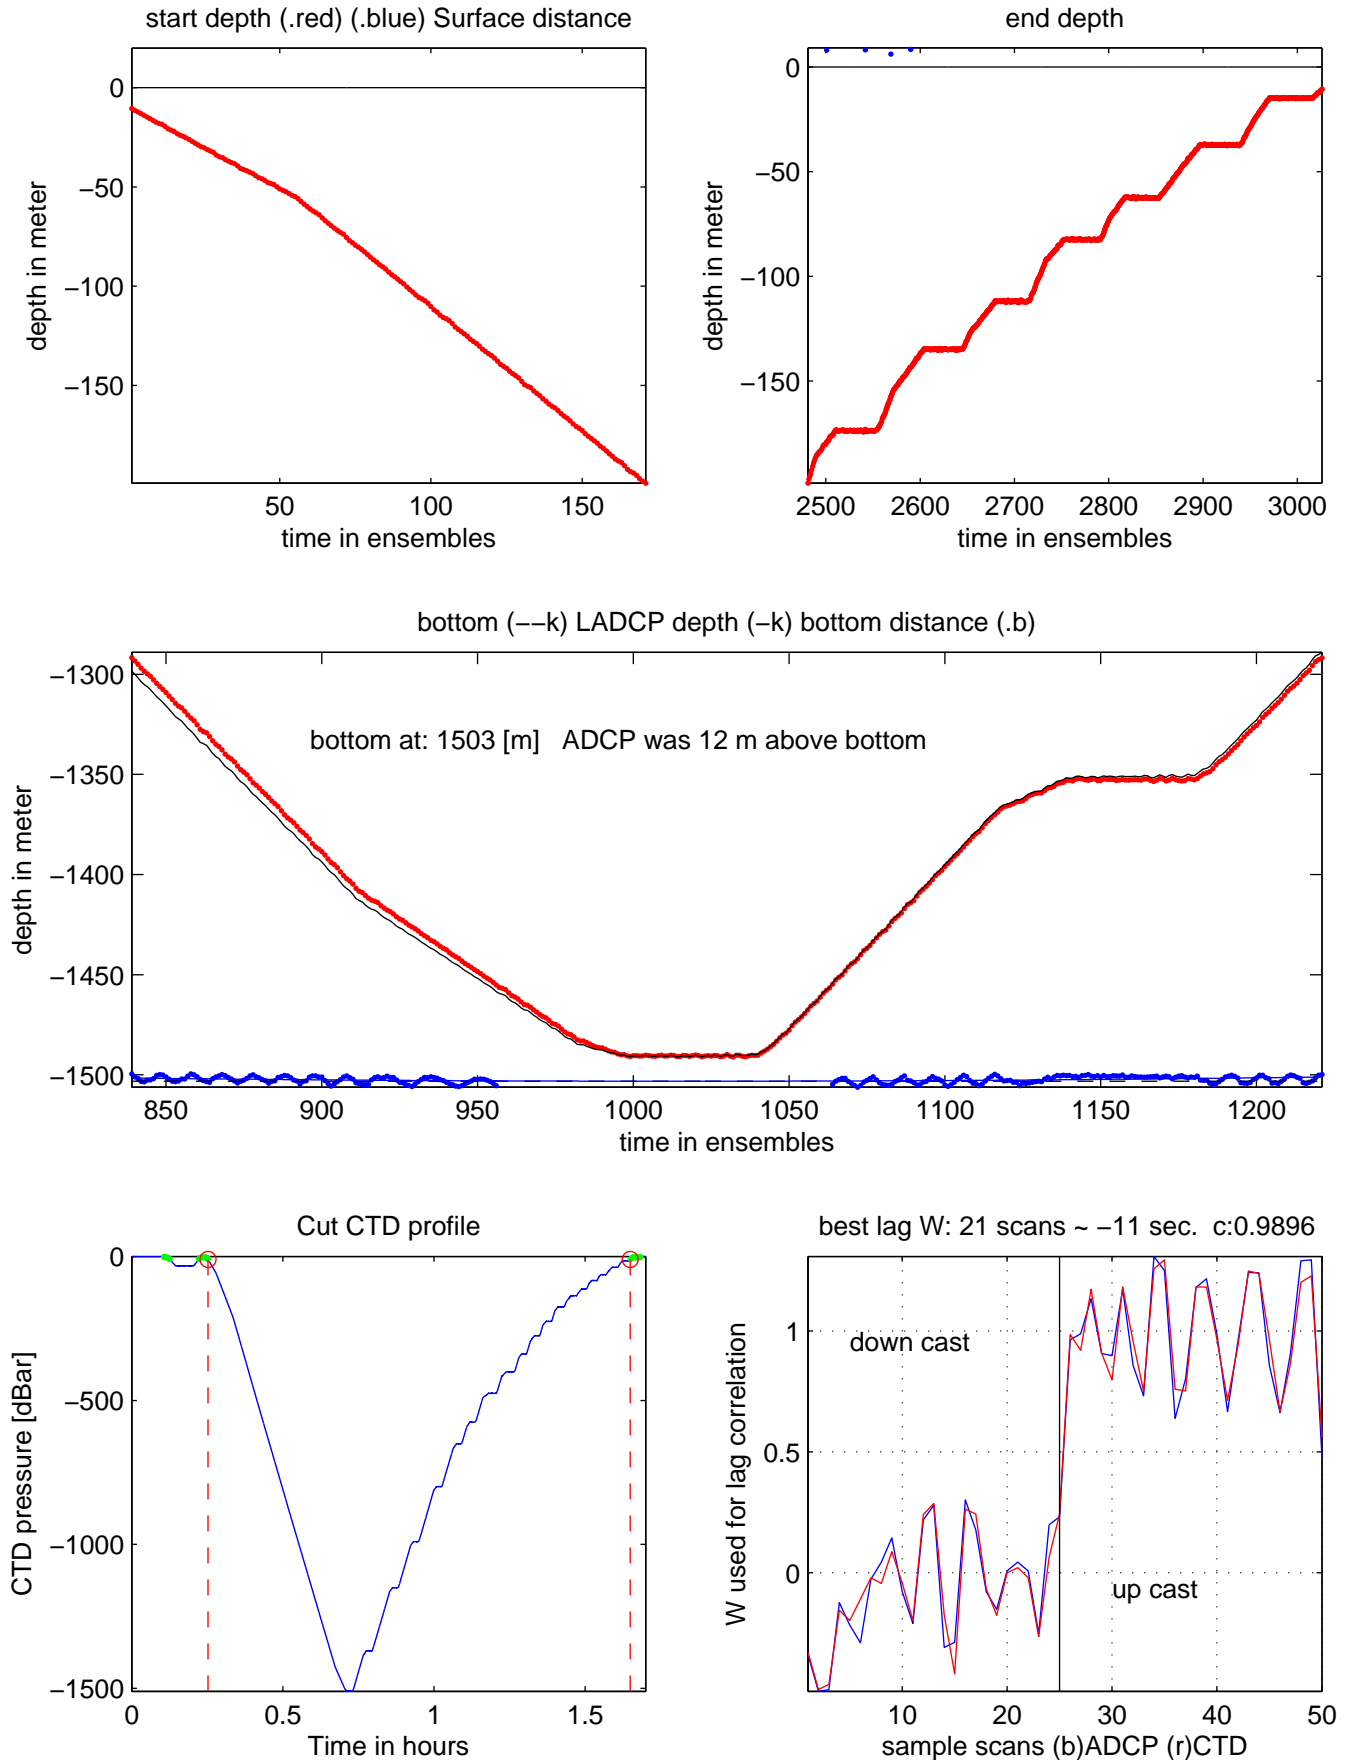 start depth (.red) (.blue) Surface distance
0
−50
−100
−150
depth in meter
50
100
150
time in ensembles
end depth
0
−50
−100
−150
depth in meter
2500
2600
2700
2800
2900
3000
time in ensembles
bottom (−−k) LADCP depth (−k) bottom distance (.b)
−1300
−1350
−1400
−1450
−1500
depth in meter
bottom at: 1503 [m]   ADCP was 12 m above bottom
850
900
950
1000
1050
1100
1150
1200
time in ensembles
Cut CTD profile
0
−500
−1000
−1500
CTD pressure [dBar]
0
0.5
1
1.5
Time in hours
best lag W: 21 scans ~ −11 sec.  c:0.9896
1
0.5
0
W used for lag correlation
down cast
up cast
10
20
30
40
50
sample scans (b)ADCP (r)CTD